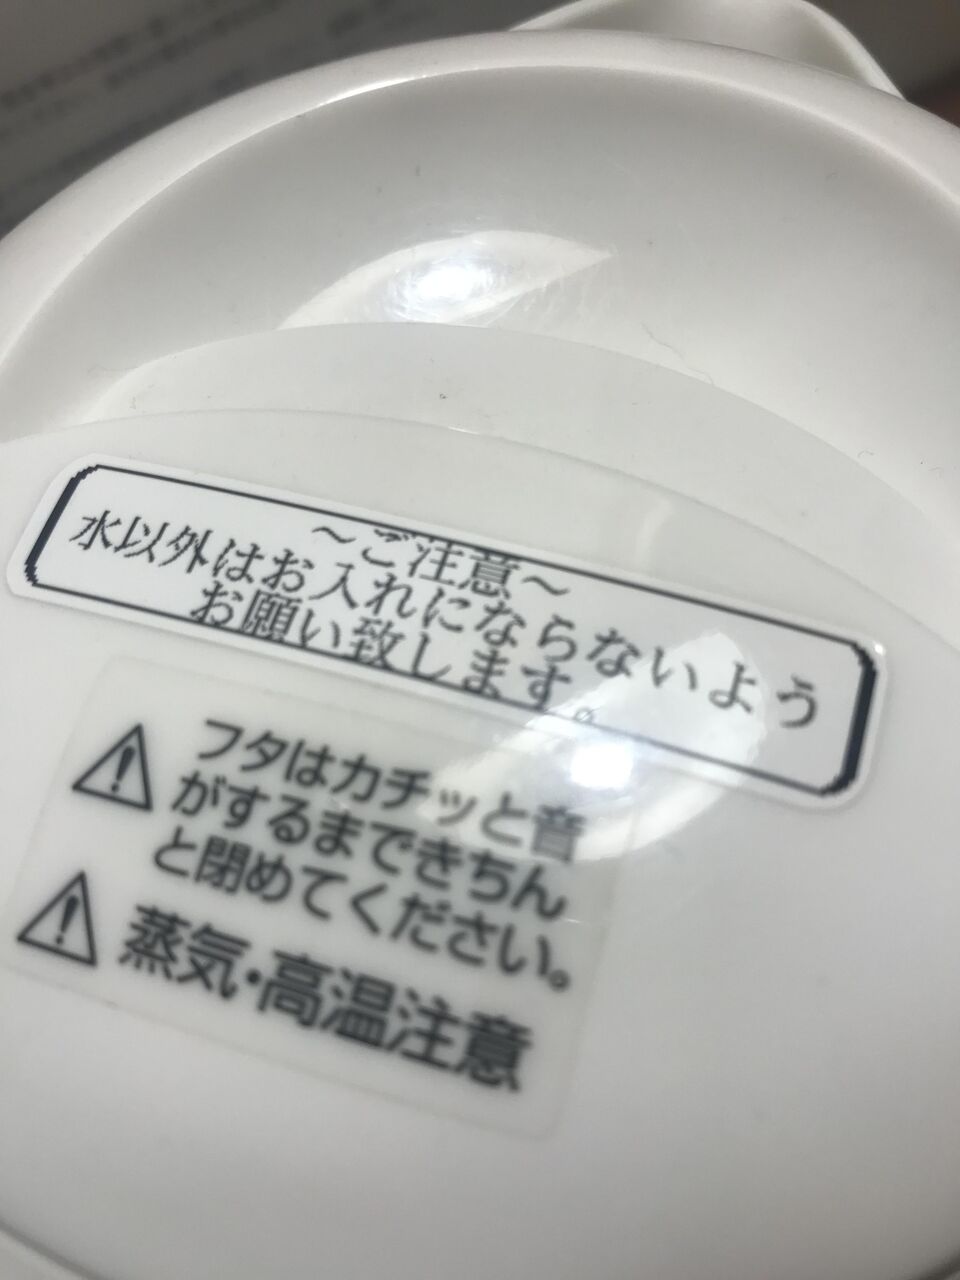 ～ご注意～
水以外はお入れにならないよう
お願い致します。
フタはカチッと音
がするまできちん
と閉めてください。
蒸気・高温注意